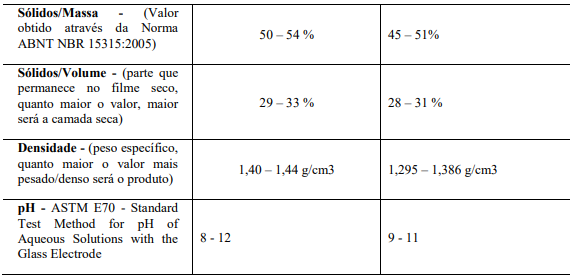 Sólidos/Massa - (Valor
obtido através da Norma
ABNT NBR 15315:2005)
50 – 54 %
45 – 51%
Sólidos/Volume - (parte que
permanece no filme seco,
quanto maior o valor, maior
será a camada seca)
29 – 33 %
28 – 31 %
Densidade - (peso específico,
quanto maior o valor mais
pesado/denso será o produto)
1,40 – 1,44 g/cm3
1,295 – 1,386 g/cm3
pH - ASTM E70 - Standard
Test Method for pH of
Aqueous Solutions with the
Glass Electrode
8 - 12
9 - 11